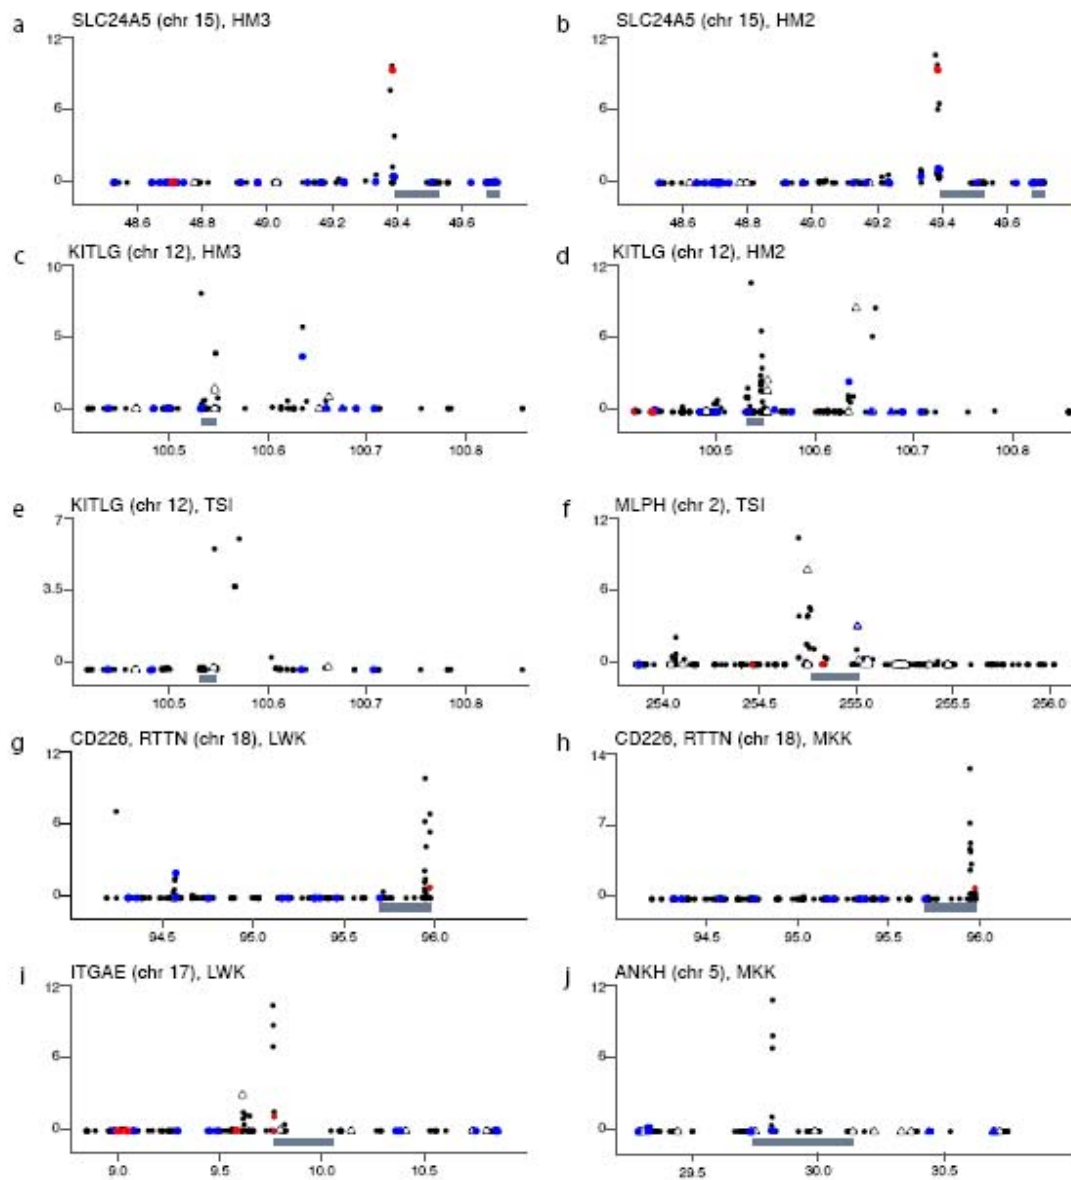 a SLC24A5 (chr 15), HM3
12
6
0
48.6 48.8 49.0 49.2 49.4 49.6
b SLC24A5 (chr 15), HM2
12
6
0
48.6 48.8 49.0 49.2 49.4 49.6
c KITLG (chr 12), HM3
10
5
0
100.5 100.6 100.7 100.8
d KITLG (chr 12), HM2
12
6
0
100.5 100.6 100.7 100.8
e KITLG (chr 12), TSI
7
3.5
0
100.5 100.6 100.7 100.8
f MLPH (chr 2), TSI
12
6
0
254.0 254.5 255.0 255.5 256.0
g CD226, RTTN (chr 18), LWK
12
6
0
94.5 95.0 95.5 96.0
h CD226, RTTN (chr 18), MKK
14
7
0
94.5 95.0 95.5 96.0
i ITGAE (chr 17), LWK
12
6
0
9.0 9.5 10.0 10.5
j ANKH (chr 5), MKK
12
6
0
29.5 30.0 30.5